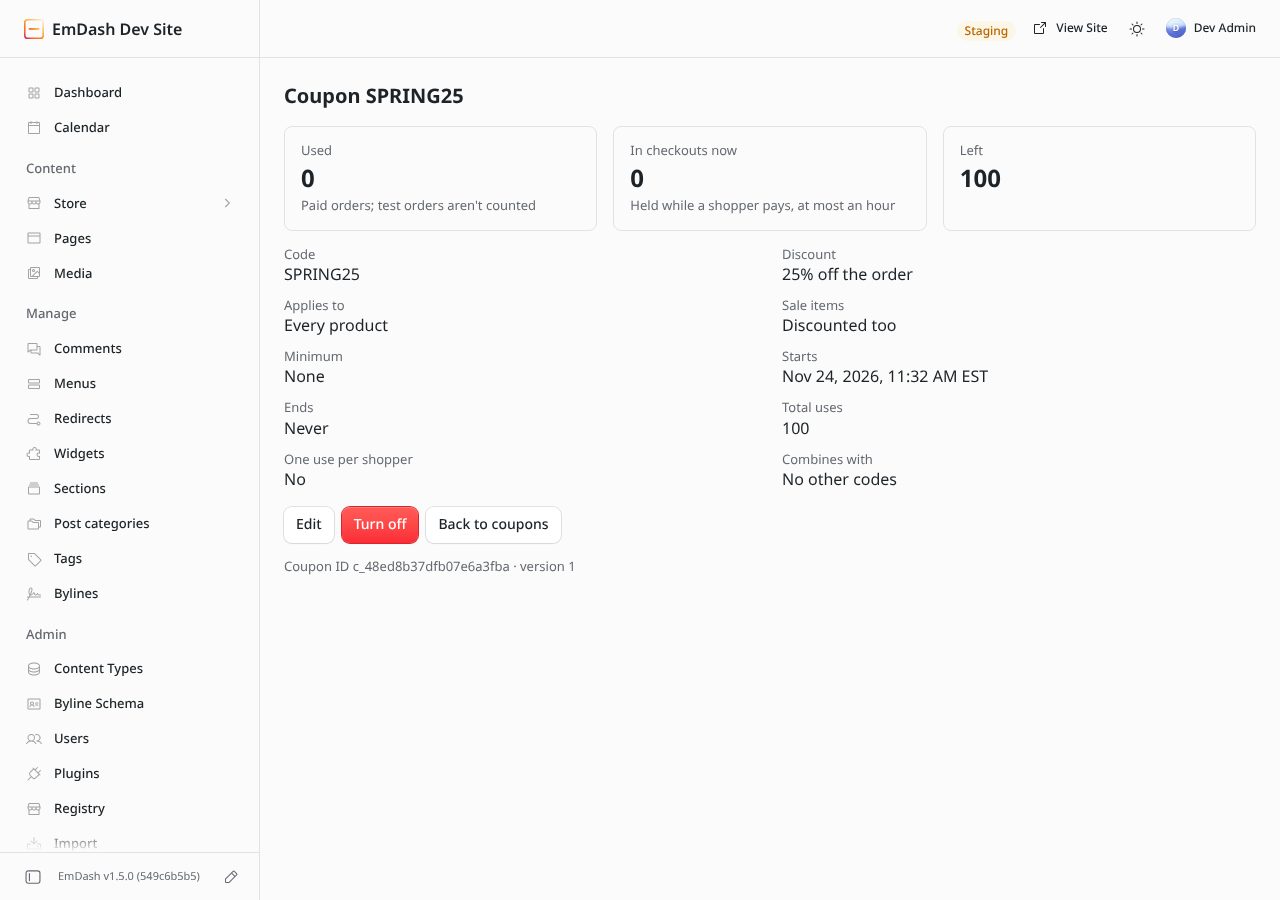 EmDash Dev Site
Staging
View Site
D
Dev Admin
Dashboard
Calendar
Content
Store
Pages
Media
Manage
Comments
Menus
Redirects
Widgets
Sections
Post categories
Tags
Bylines
Admin
Content Types
Byline Schema
Users
Plugins
Registry
Import
EmDash v1.5.0 (549c6b5b5)
Coupon SPRING25
Used
0
Paid orders; test orders aren't counted
In checkouts now
0
Held while a shopper pays, at most an hour
Left
100
Code
SPRING25
Discount
25% off the order
Applies to
Every product
Sale items
Discounted too
Minimum
None
Starts
Nov 24, 2026, 11:32 AM EST
Ends
Never
Total uses
100
One use per shopper
No
Combines with
No other codes
Edit
Turn off
Back to coupons
Coupon ID c_48ed8b37dfb07e6a3fba · version 1